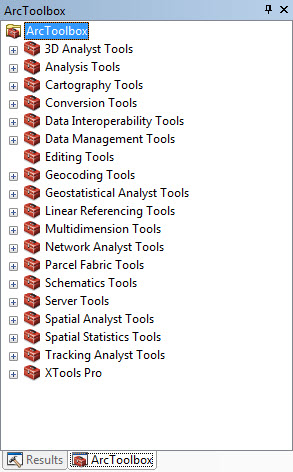 ArcToolbox
ArcToolbox
3D Analyst Tools
Analysis Tools
Cartography Tools
Conversion Tools
Data Interoperability Tools
Data Management Tools
Editing Tools
Geocoding Tools
Geostatistical Analyst Tools
Linear Referencing Tools
Multidimension Tools
Network Analyst Tools
Parcel Fabric Tools
Schematics Tools
Server Tools
Spatial Analyst Tools
Spatial Statistics Tools
Tracking Analyst Tools
XTools Pro
Results ArcToolbox